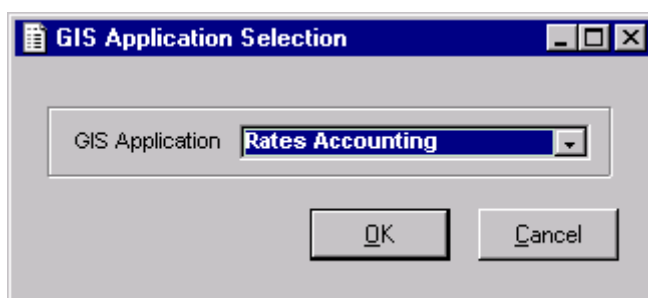 GIS Application Selection
GIS Application Rates Accounting
OK Cancel